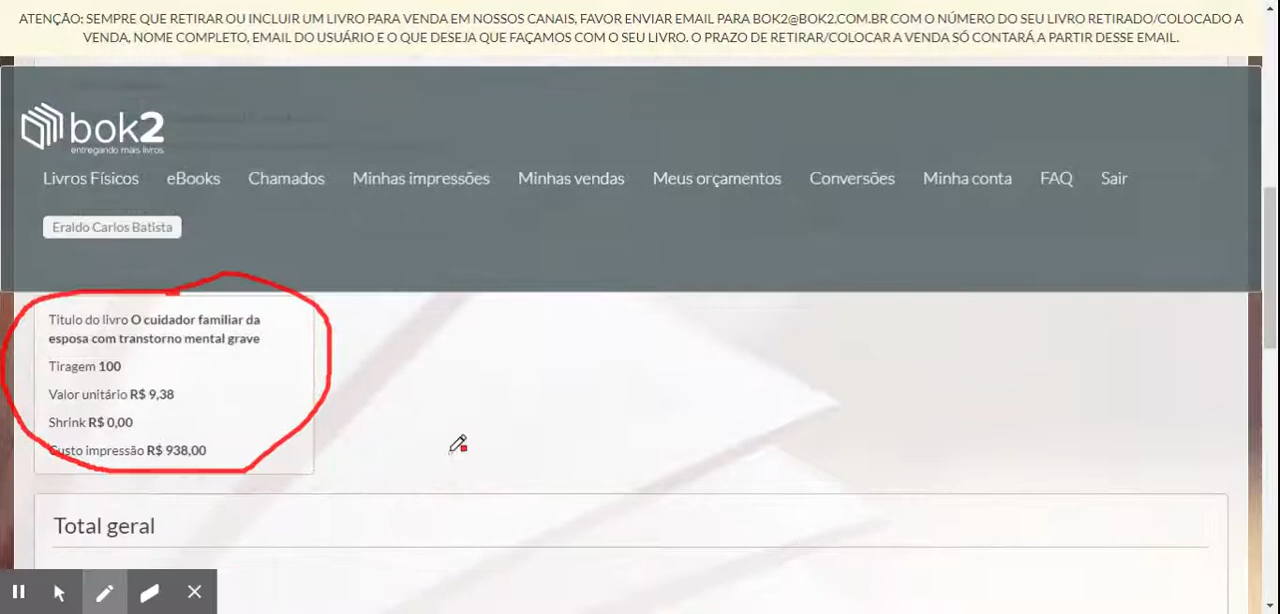 ATENÇÃO: SEMPRE QUE RETIRAR OU INCLUIR UM LIVRO PARA VENDA EM NOSSOS CANAIS, FAVOR ENVIAR EMAIL PARA BOK2@BOK2.COM.BR COM O NÚMERO DO SEU LIVRO RETIRADO/COLOCADO A
VENDA, NOME COMPLETO, EMAIL DO USUÁRIO E O QUE DESEJA QUE FAÇAMOS COM O SEU LIVRO. O PRAZO DE RETIRAR/COLOCAR A VENDA SÓ CONTARÁ A PARTIR DESSE EMAIL.
bok2
entregando mais livros.
Livros Físicos eBooks Chamados Minhas impressões Minhas vendas Meus orçamentos Conversões Minha conta FAQ Sair
Eraldo Carlos Batista
Titulo do livro O cuidador familiar da
esposa com transtorno mental grave
Tiragem 100
Valor unitário R$ 9,38
Shrink R$ 0,00
Custo impressão R$ 938,00
Total geral